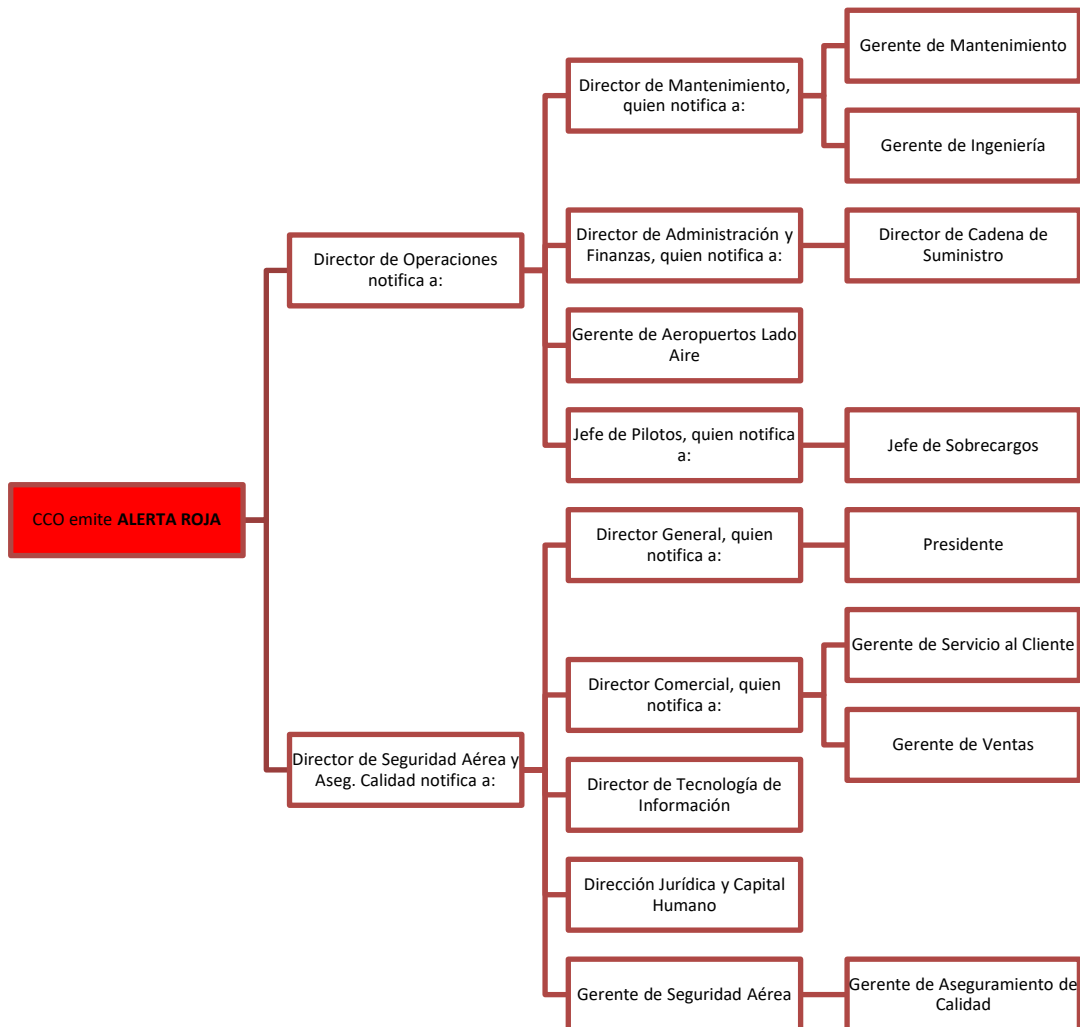 Gerente de Mantenimiento
Director de Mantenimiento,
quien notifica a:
Gerente de Ingeniería
Director de Administración y
Finanzas, quien notifica a:
Director de Cadena de
Suministro
Director de Operaciones
notifica a:
Gerente de Aeropuertos Lado
Aire
Jefe de Pilotos, quien notifica
a:
Jefe de Sobrecargos
CCO emite ALERTA ROJA
Director General, quien
notifica a:
Presidente
Gerente de Servicio al Cliente
Director Comercial, quien
notifica a:
Gerente de Ventas
Director de Seguridad Aérea y
Aseg. Calidad notifica a:
Director de Tecnología de
Información
Dirección Jurídica y Capital
Humano
Gerente de Seguridad Aérea
Gerente de Aseguramiento de
Calidad